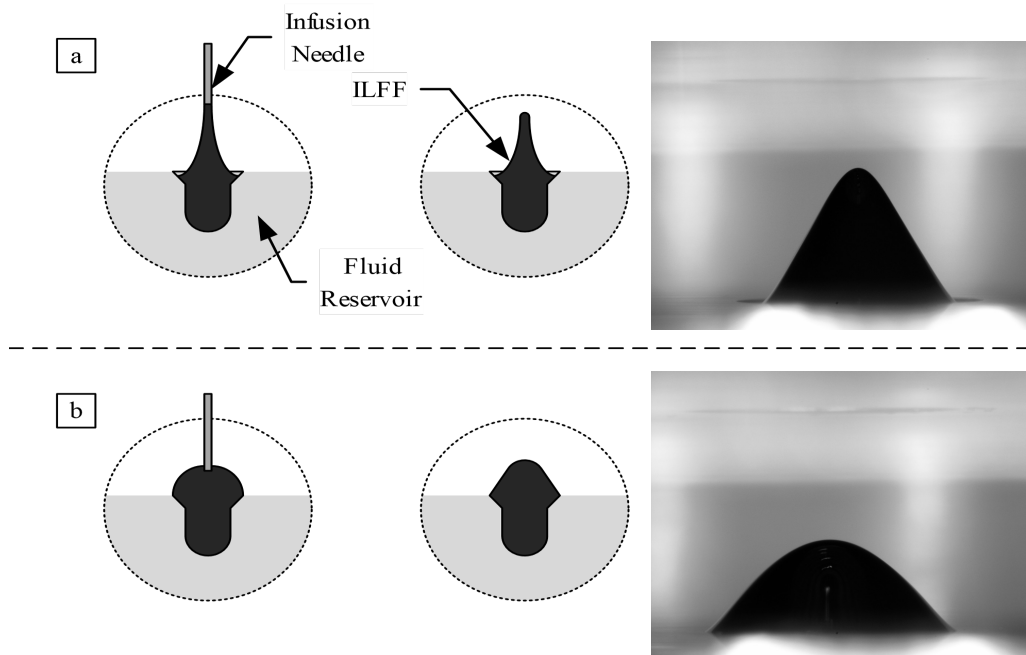 a
Infusion
Needle
ILFF
Fluid
Reservoir
b